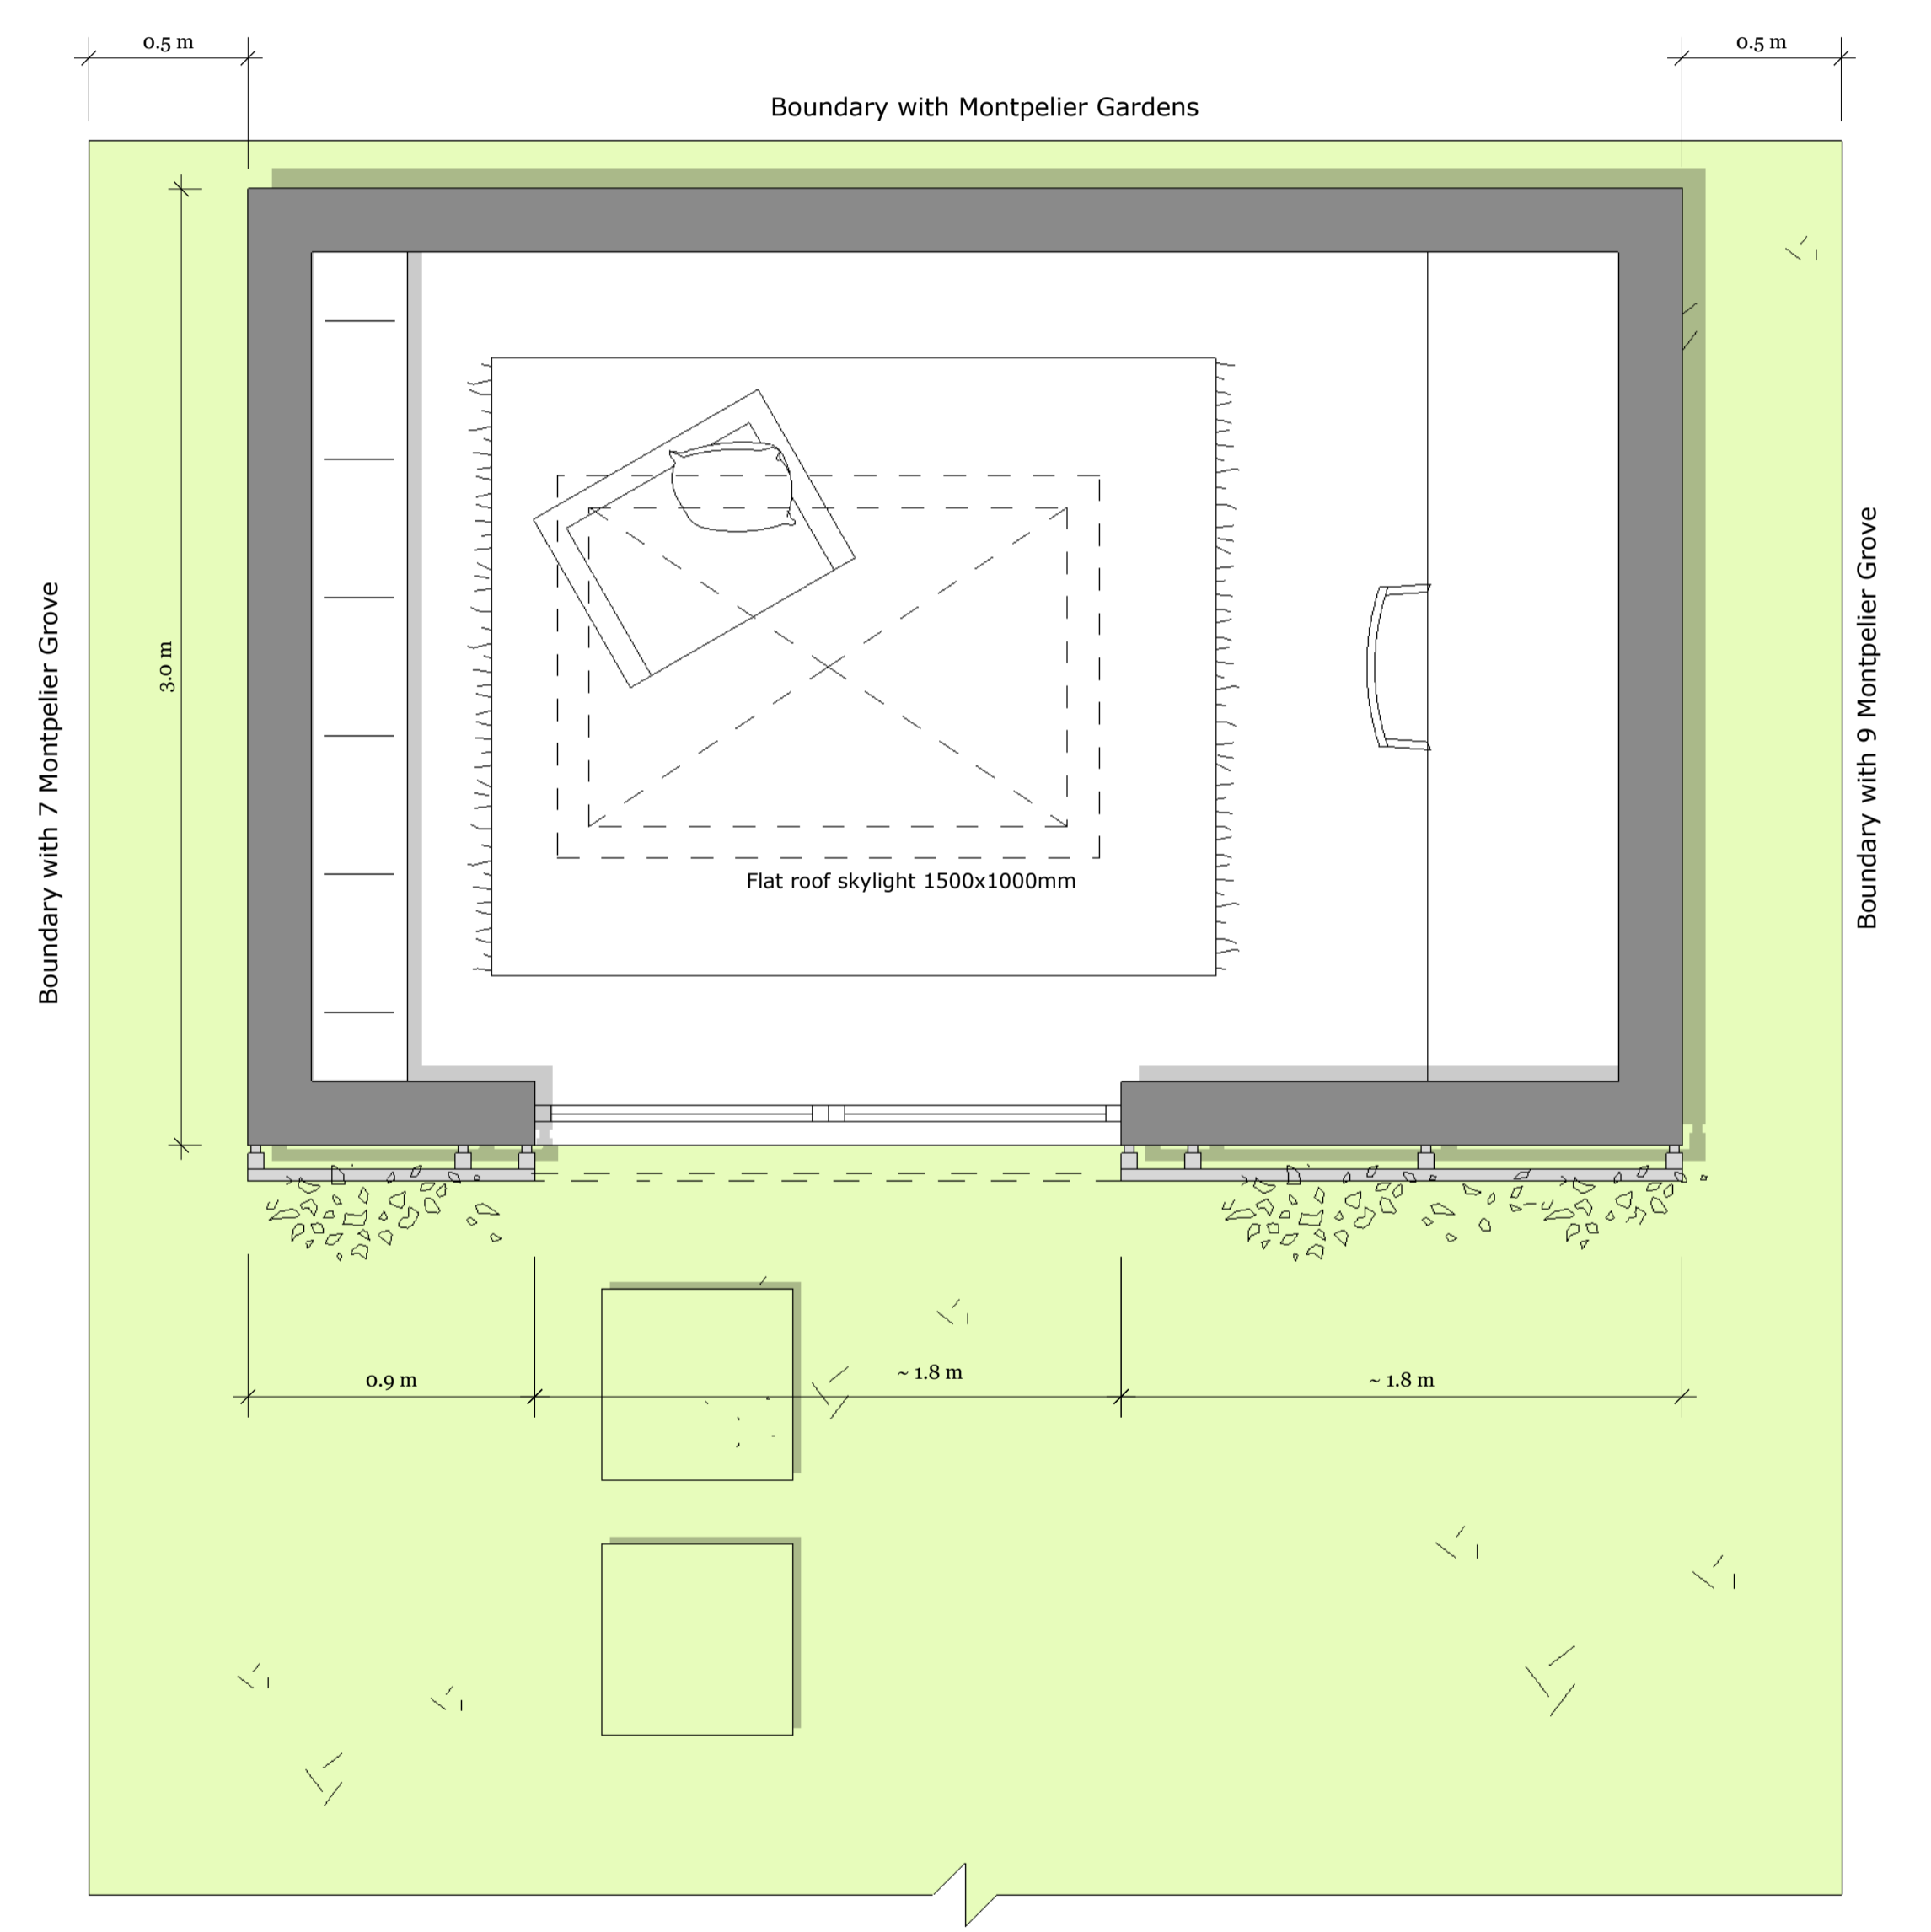 0.5 m
0.5 m
Boundary with Montpelier Gardens
Boundary with 7 Montpelier Grove
3.0 m
Boundary with 9 Montpelier Grove
Flat roof skylight 1500x1000mm
0.9 m
~ 1.8 m
~ 1.8 m